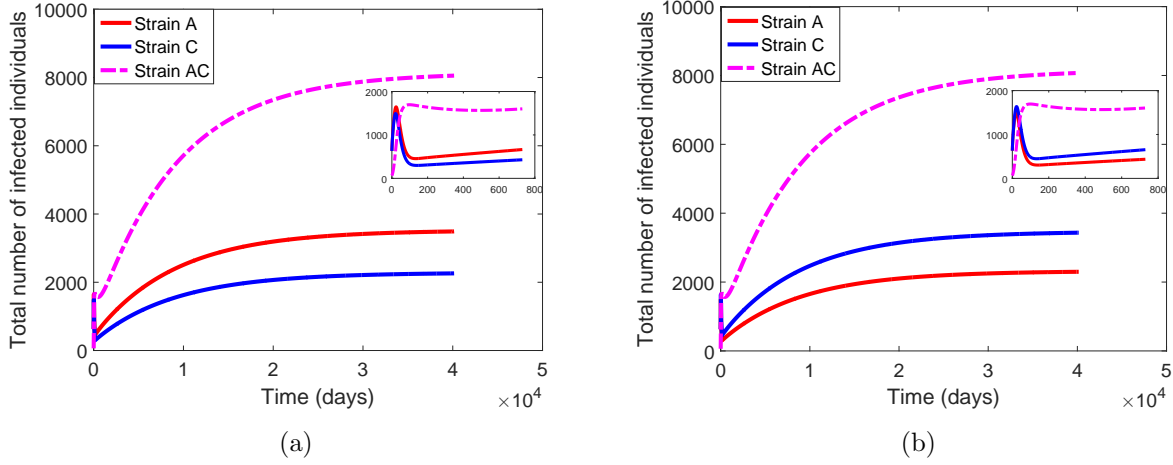 10000
8000
6000
4000
2000
0
Total number of infected individuals
Strain A
Strain C
Strain AC
2000
1000
0
0 200 400 600 800
0 1 2 3 4 5
Time (days)
×10^4
(a)
10000
8000
6000
4000
2000
0
Total number of infected individuals
Strain A
Strain C
Strain AC
2000
1000
0
0 200 400 600 800
0 1 2 3 4 5
Time (days)
×10^4
(b)